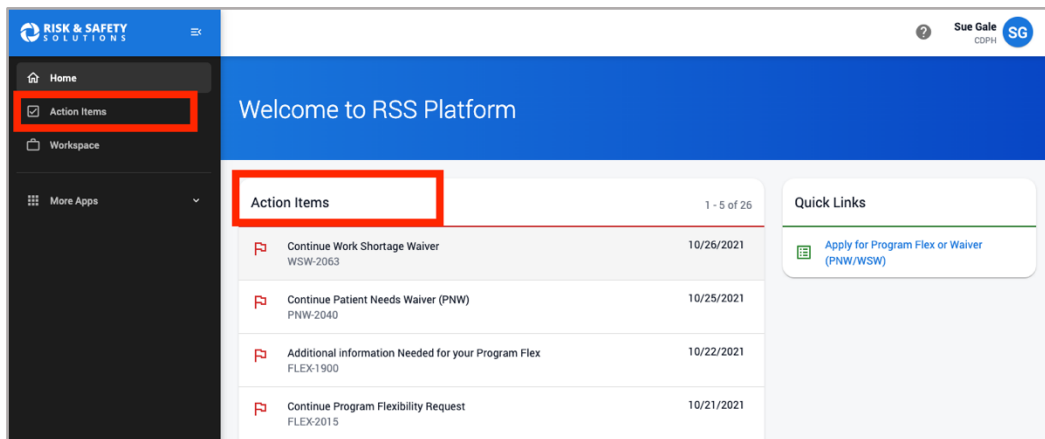 RISK & SAFETY
SOLUTIONS
Sue Gale
CDPH
SG
Home
Action Items
Workspace
More Apps
Welcome to RSS Platform
Action Items
1 - 5 of 26
Continue Work Shortage Waiver
10/26/2021
WSW-2063
Continue Patient Needs Waiver (PNW)
10/25/2021
PNW-2040
Additional information Needed for your Program Flex
10/22/2021
FLEX-1900
Continue Program Flexibility Request
10/21/2021
FLEX-2015
Quick Links
Apply for Program Flex or Waiver
(PNW/WSW)